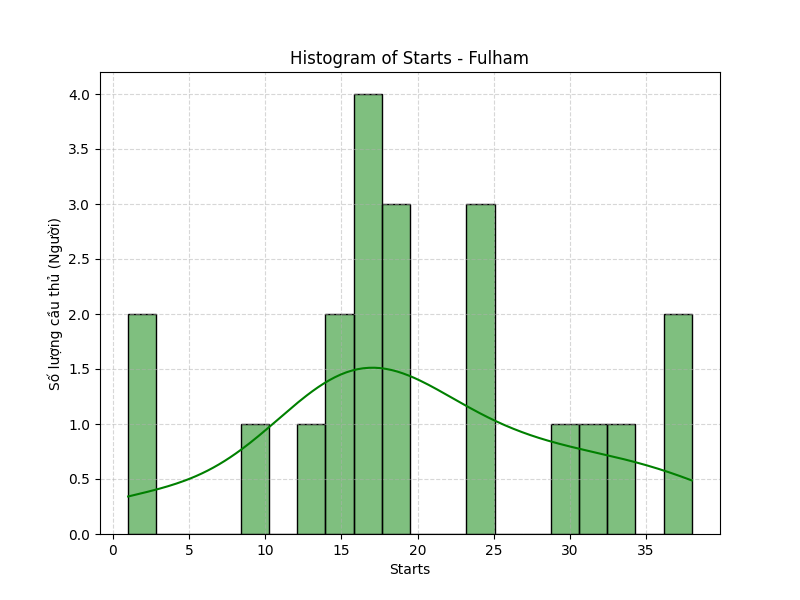 Histogram of Starts - Fulham
Số lượng cầu thủ (Người)
4.0
3.5
3.0
2.5
2.0
1.5
1.0
0.5
0.0
0 5 10 15 20 25 30 35
Starts